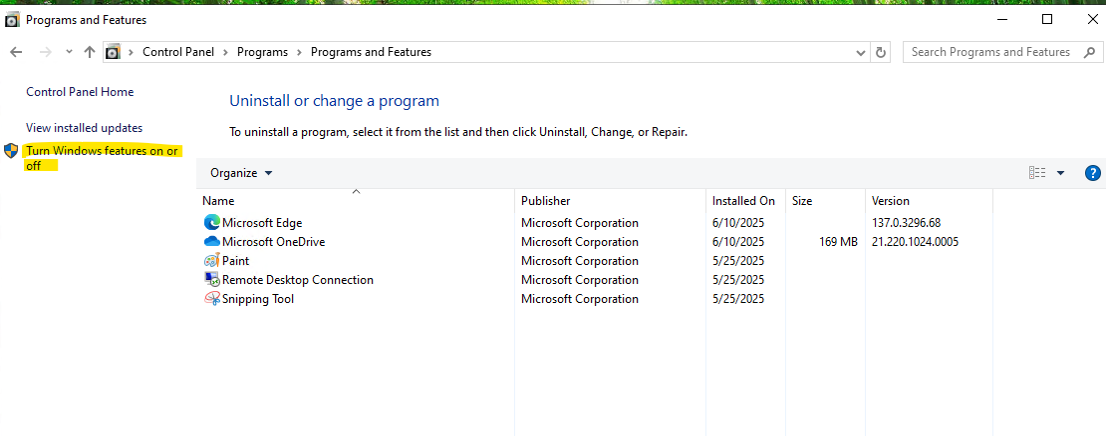 Programs and Features
Control Panel > Programs > Programs and Features
Search Programs and Features
Control Panel Home
View installed updates
Turn Windows features on or
off
Uninstall or change a program
To uninstall a program, select it from the list and then click Uninstall, Change, or Repair.
Organize
Name Publisher Installed On Size Version
Microsoft Edge Microsoft Corporation 6/10/2025 137.0.3296.68
Microsoft OneDrive Microsoft Corporation 6/10/2025 169 MB 21.220.1024.0005
Paint Microsoft Corporation 5/25/2025
Remote Desktop Connection Microsoft Corporation 5/25/2025
Snipping Tool Microsoft Corporation 5/25/2025